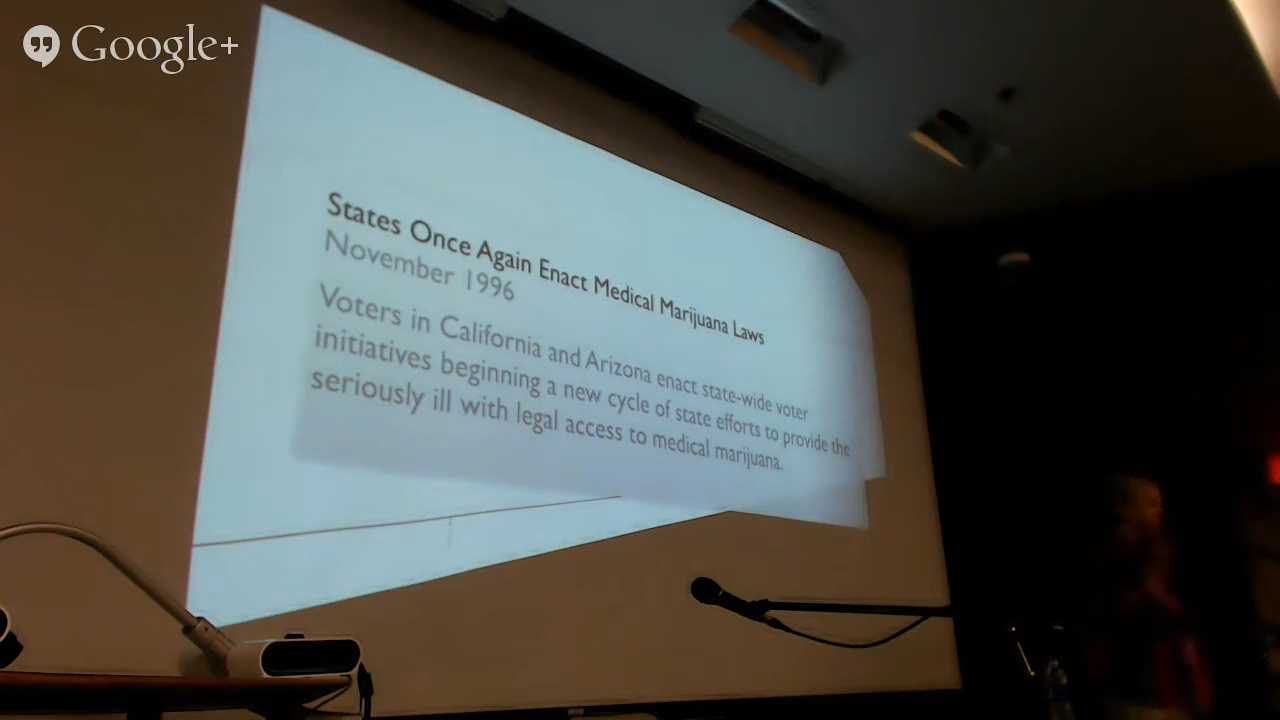 Google+
States Once Again Enact Medical Marijuana Laws
November 1996
Voters in California and Arizona enact state-wide voter
initiatives beginning a new cycle of state efforts to provide the
seriously ill with legal access to medical marijuana.